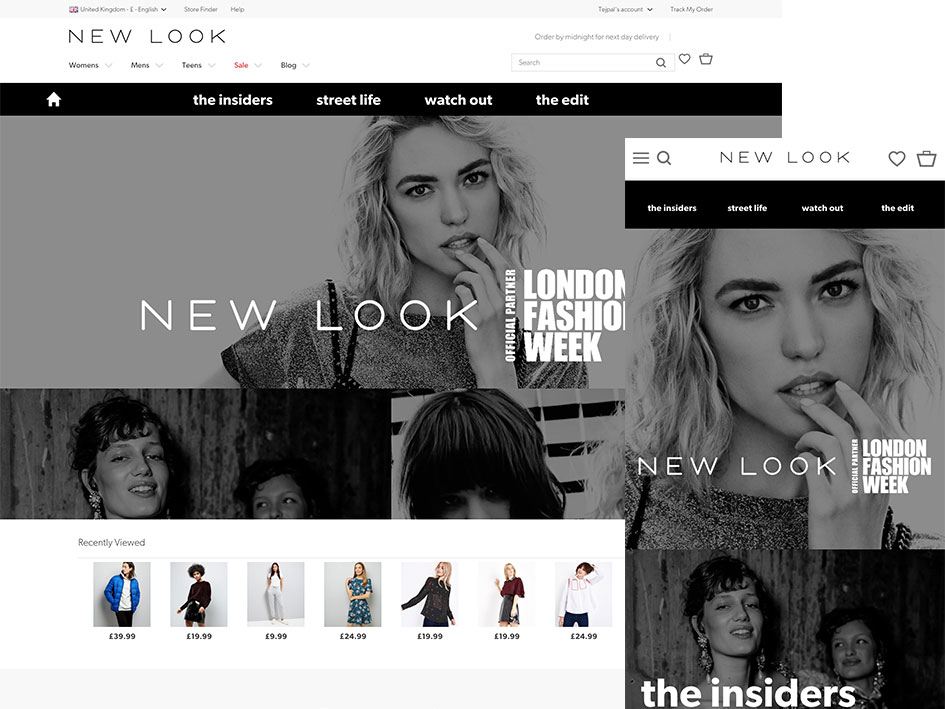 United Kingdom - £ - English
Store Finder
Help
Tejpal's account
Track My Order
NEW LOOK
Order by midnight for next day delivery
Womens
Mens
Teens
Sale
Blog
Search
the insiders
street life
watch out
the edit
NEW LOOK
OFFICIAL PARTNER
LONDON
FASHIO
WEEK
Recently Viewed
£39.99
£19.99
£9.99
£24.99
£19.99
£19.99
£24.99
NEW LOOK
the insiders
street life
watch out
the edit
NEW LOOK
OFFICIAL PARTNER
LONDON
FASHION
WEEK
the insiders